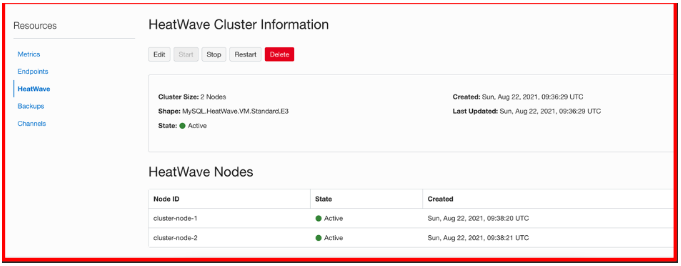 Resources
Metrics
Endpoints
HeatWave
Backups
Channels
HeatWave Cluster Information
Edit Start Stop Restart Delete
Cluster Size: 2 Nodes
Shape: MySQL.HeatWave.VM.Standard.E3
State: Active
Created: Sun, Aug 22, 2021, 09:36:29 UTC
Last Updated: Sun, Aug 22, 2021, 09:36:29 UTC
HeatWave Nodes
Node ID State Created
cluster-node-1 Active Sun, Aug 22, 2021, 09:38:20 UTC
cluster-node-2 Active Sun, Aug 22, 2021, 09:38:21 UTC